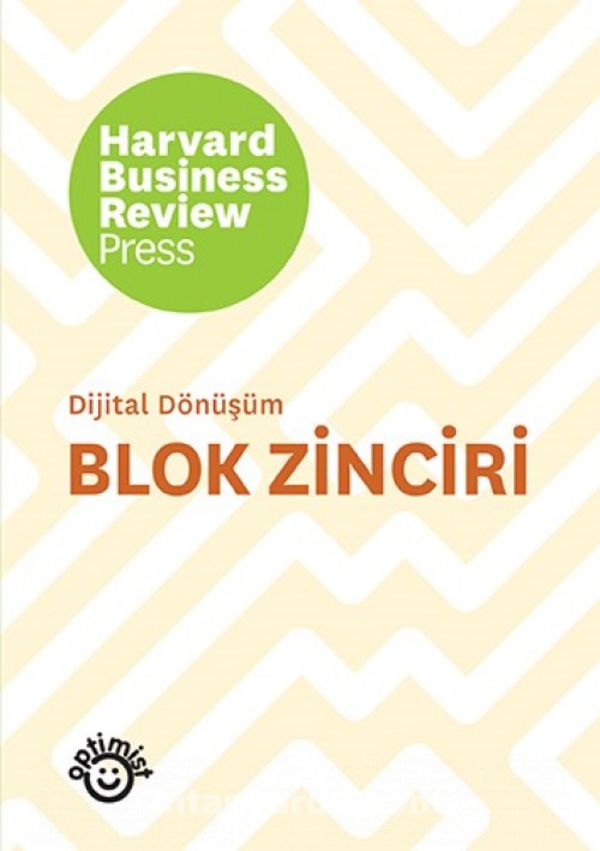 Harvard
Business
Review
Press
Dijital Dönüşüm
BLOK ZİNCİRİ
optimist